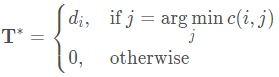 T* = { d_i, if j = arg min_j c(i, j)
0, otherwise